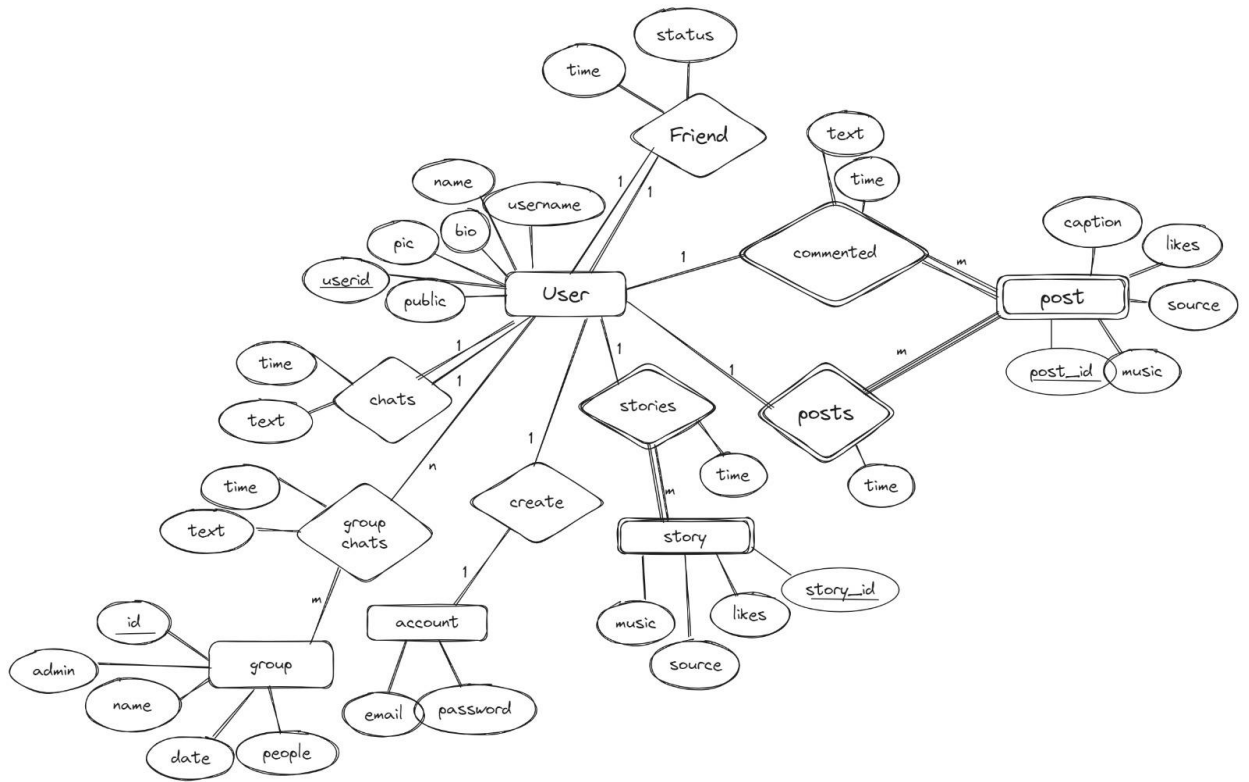 status
time
Friend
text
name
time
username
1
1
bio
caption
pic
likes
commented
1
m
userid
public
User
post
source
time
1
1
1
1
m
post_id
music
chats
text
stories
posts
1
n
time
time
time
m
create
text
group
chats
story
1
story_id
m
music
likes
id
account
source
admin
group
name
email
password
date
people